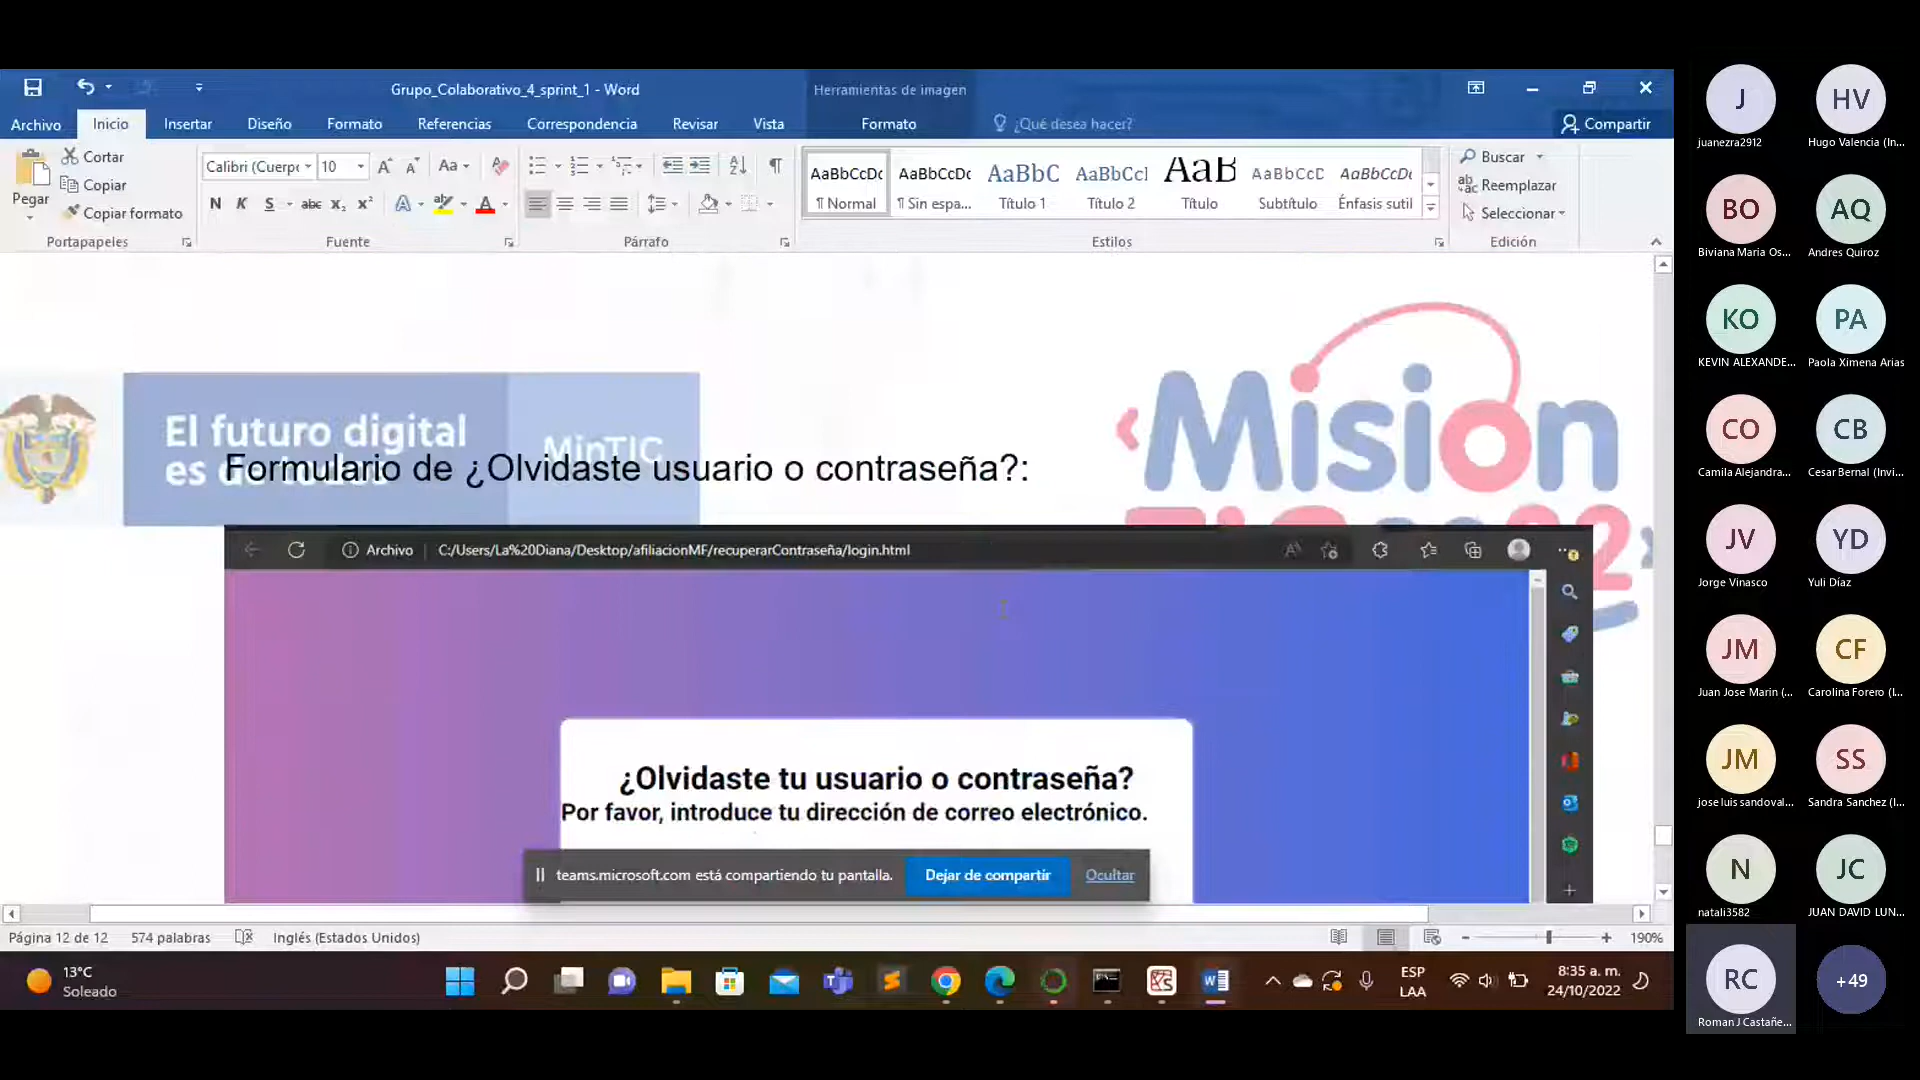 Grupo_Colaborativo_4_sprint_1 - Word
Herramientas de imagen
Archivo Inicio Insertar Diseño Formato Referencias Correspondencia Revisar Vista Formato ¿Qué desea hacer? Compartir
Pegar
Cortar
Copiar
Copiar formato
Portapapeles
Calibri (Cuerp 10
Aa
N K S abc x₂ x²
Fuente
Párrafo
AaBbCcDc AaBbCcDc AaBbC AaBbCcI AaB AaBbCcC AaBbCcDc
¶ Normal ¶ Sin espa... Título 1 Título 2 Título Subtítulo Énfasis sutil
Estilos
Buscar
Reemplazar
Seleccionar
Edición
El futuro digital
es de
MinTIC
Misión
Formulario de ¿Olvidaste usuario o contraseña?:
Archivo C:/Users/La%20Diana/Desktop/afiliacionMF/recuperarContraseña/login.html
¿Olvidaste tu usuario o contraseña?
Por favor, introduce tu dirección de correo electrónico.
teams.microsoft.com está compartiendo tu pantalla. Dejar de compartir Ocultar
Página 12 de 12 574 palabras Inglés (Estados Unidos) 190%
13°C
Soleado
ESP
LAA
8:35 a. m.
24/10/2022
J
juanezra2912
HV
Hugo Valencia (In...
BO
Biviana Maria Os...
AQ
Andres Quiroz
KO
KEVIN ALEXANDE...
PA
Paola Ximena Arias
CO
Camila Alejandra...
CB
Cesar Bernal (Invi...
JV
Jorge Vinasco
YD
Yuli Díaz
JM
Juan Jose Marin (...
CF
Carolina Forero (I...
JM
jose luis sandoval...
SS
Sandra Sanchez (I...
N
natali3582
JC
JUAN DAVID LUN...
RC
Roman J Castañe...
+49